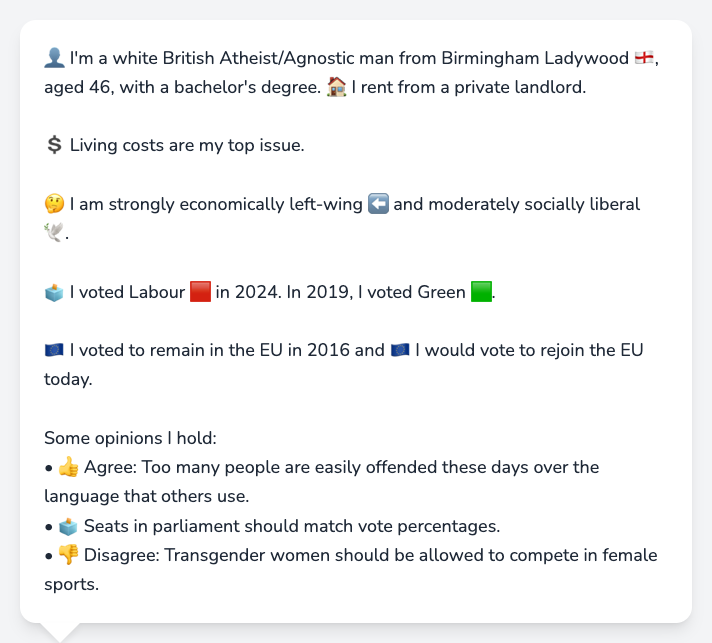 👤 I'm a white British Atheist/Agnostic man from Birmingham Ladywood 🏴󠁧󠁢󠁥󠁮󠁧󠁿,
aged 46, with a bachelor's degree. 🏠 I rent from a private landlord.
💲 Living costs are my top issue.
🤔 I am strongly economically left-wing ⬅️ and moderately socially liberal
🕊️.
🗳️ I voted Labour 🟥 in 2024. In 2019, I voted Green 🟩.
🇪🇺 I voted to remain in the EU in 2016 and 🇪🇺 I would vote to rejoin the EU
today.
Some opinions I hold:
• 👍 Agree: Too many people are easily offended these days over the
language that others use.
• 🗳️ Seats in parliament should match vote percentages.
• 👎 Disagree: Transgender women should be allowed to compete in female
sports.